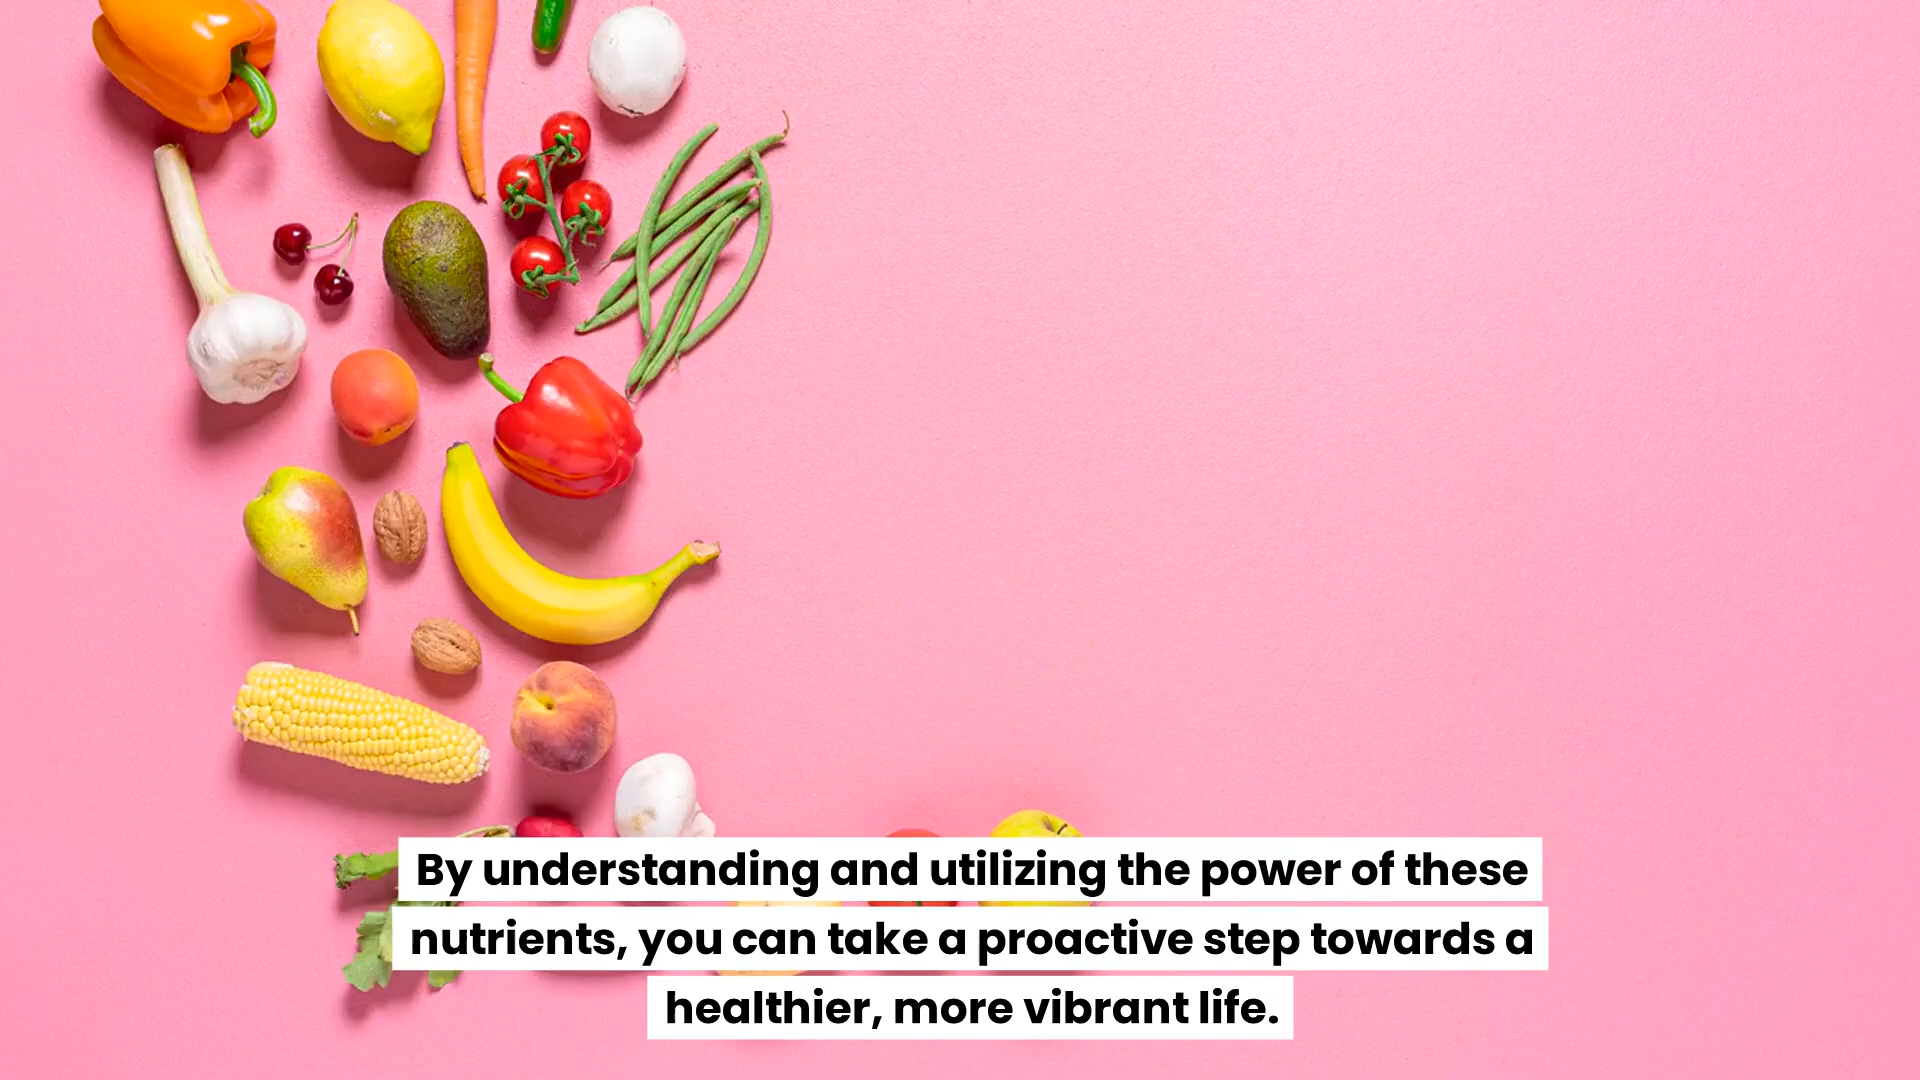 By understanding and utilizing the power of these
nutrients, you can take a proactive step towards a
healthier, more vibrant life.